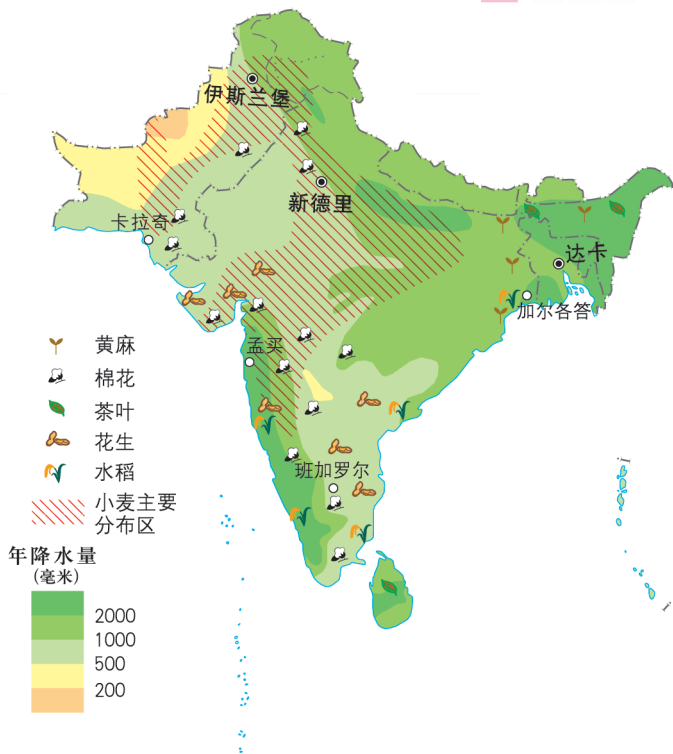 伊斯兰堡
新德里
卡拉奇
达卡
加尔各答
孟买
班加罗尔
黄麻
棉花
茶叶
花生
水稻
小麦主要
分布区
年降水量
(毫米)
2000
1000
500
200